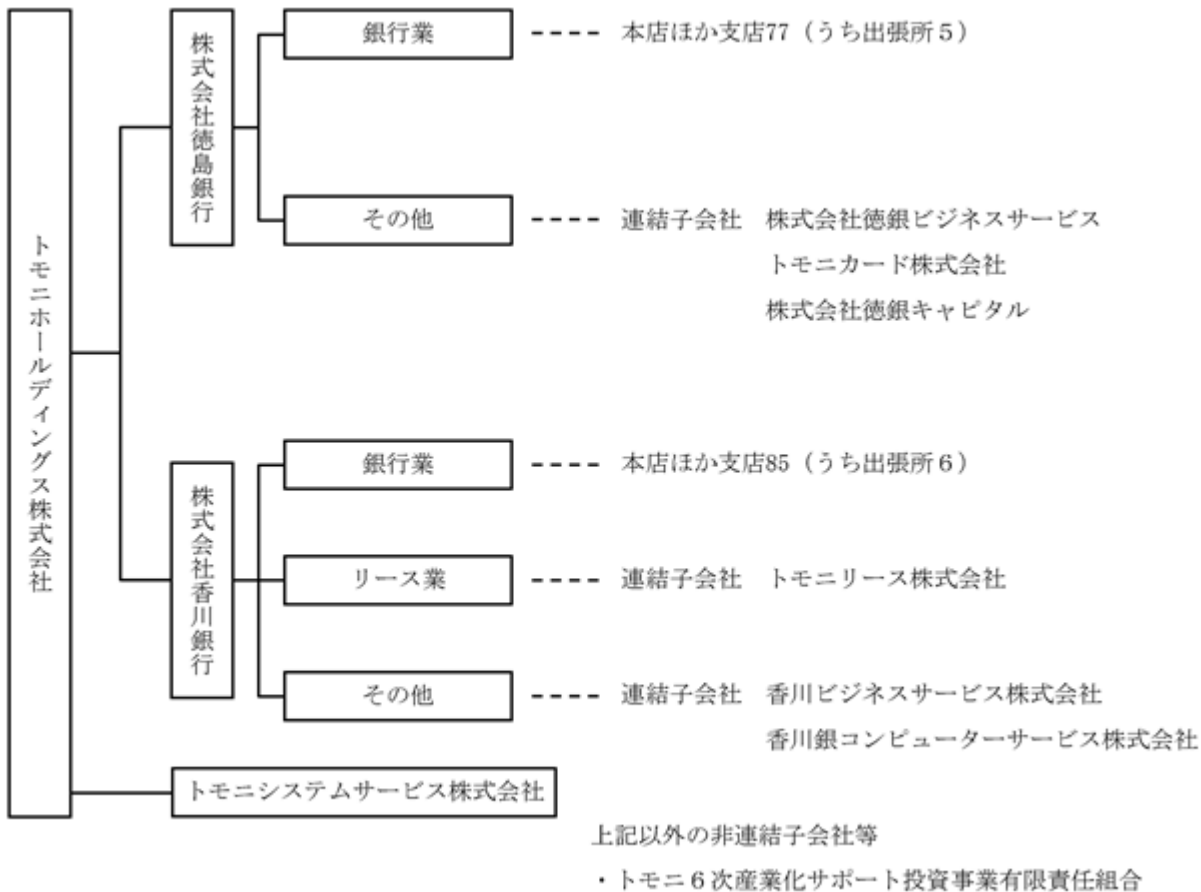 トモニホールディングス株式会社
株式会社徳島銀行
銀行業 ---- 本店ほか支店77（うち出張所５）
その他 ---- 連結子会社 株式会社徳銀ビジネスサービス
トモニカード株式会社
株式会社徳銀キャピタル
株式会社香川銀行
銀行業 ---- 本店ほか支店85（うち出張所６）
リース業 ---- 連結子会社 トモニリース株式会社
その他 ---- 連結子会社 香川ビジネスサービス株式会社
香川銀コンピューターサービス株式会社
トモニシステムサービス株式会社
上記以外の非連結子会社等
・トモニ６次産業化サポート投資事業有限責任組合